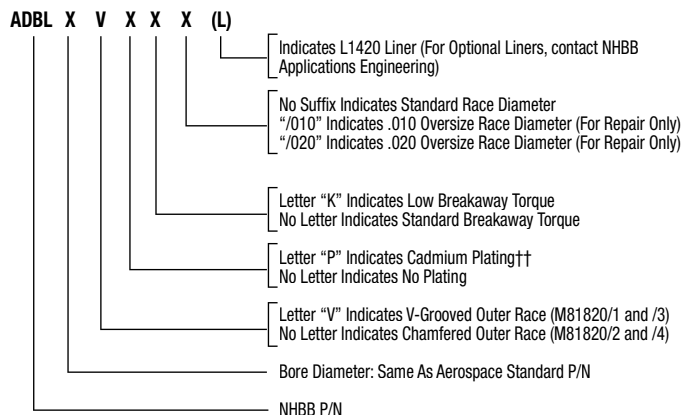 ADBL X V X X X (L)
Indicates L1420 Liner (For Optional Liners, contact NHBB
Applications Engineering)
No Suffix Indicates Standard Race Diameter
“/010” Indicates .010 Oversize Race Diameter (For Repair Only)
“/020” Indicates .020 Oversize Race Diameter (For Repair Only)
Letter “K” Indicates Low Breakaway Torque
No Letter Indicates Standard Breakaway Torque
Letter “P” Indicates Cadmium Plating††
No Letter Indicates No Plating
Letter “V” Indicates V-Grooved Outer Race (M81820/1 and /3)
No Letter Indicates Chamfered Outer Race (M81820/2 and /4)
Bore Diameter: Same As Aerospace Standard P/N
NHBB P/N